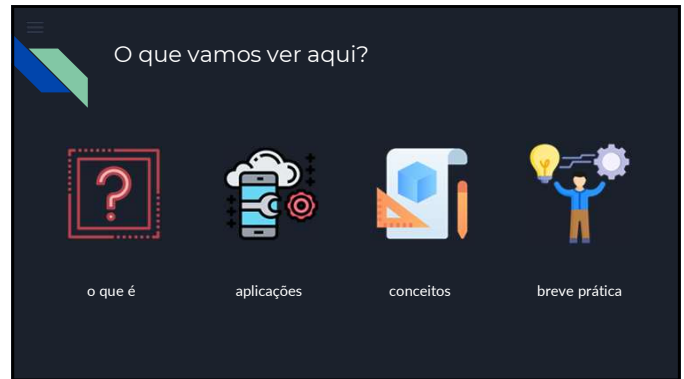 O que vamos ver aqui?
?
o que é
aplicações
conceitos
breve prática